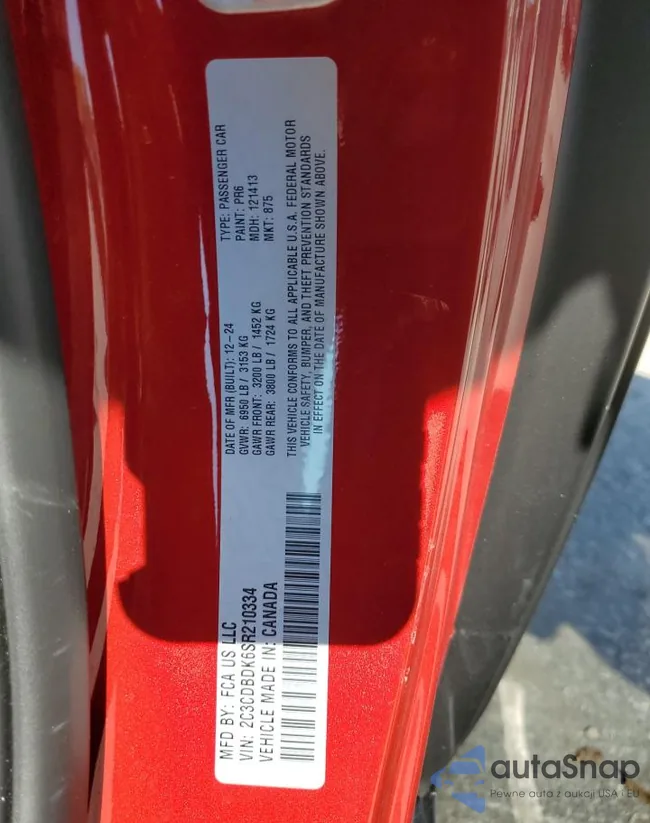 MFD BY: FCA US LLC
VIN: 2C3CDBDK6SR210334
VEHICLE MADE IN: CANADA
DATE OF MFR (BUILT): 12-24
GVWR: 6950 LB / 3153 KG
GAWR FRONT: 3200 LB / 1452 KG
GAWR REAR: 3800 LB / 1724 KG
TYPE: PASSENGER CAR
PAINT: PR6
MDH: 121413
MKT: 875
THIS VEHICLE CONFORMS TO ALL APPLICABLE U.S.A. FEDERAL MOTOR
VEHICLE SAFETY, BUMPER, AND THEFT PREVENTION STANDARDS
IN EFFECT ON THE DATE OF MANUFACTURE SHOWN ABOVE.
autaSnap
Pewne auta z aukcji USA i EU